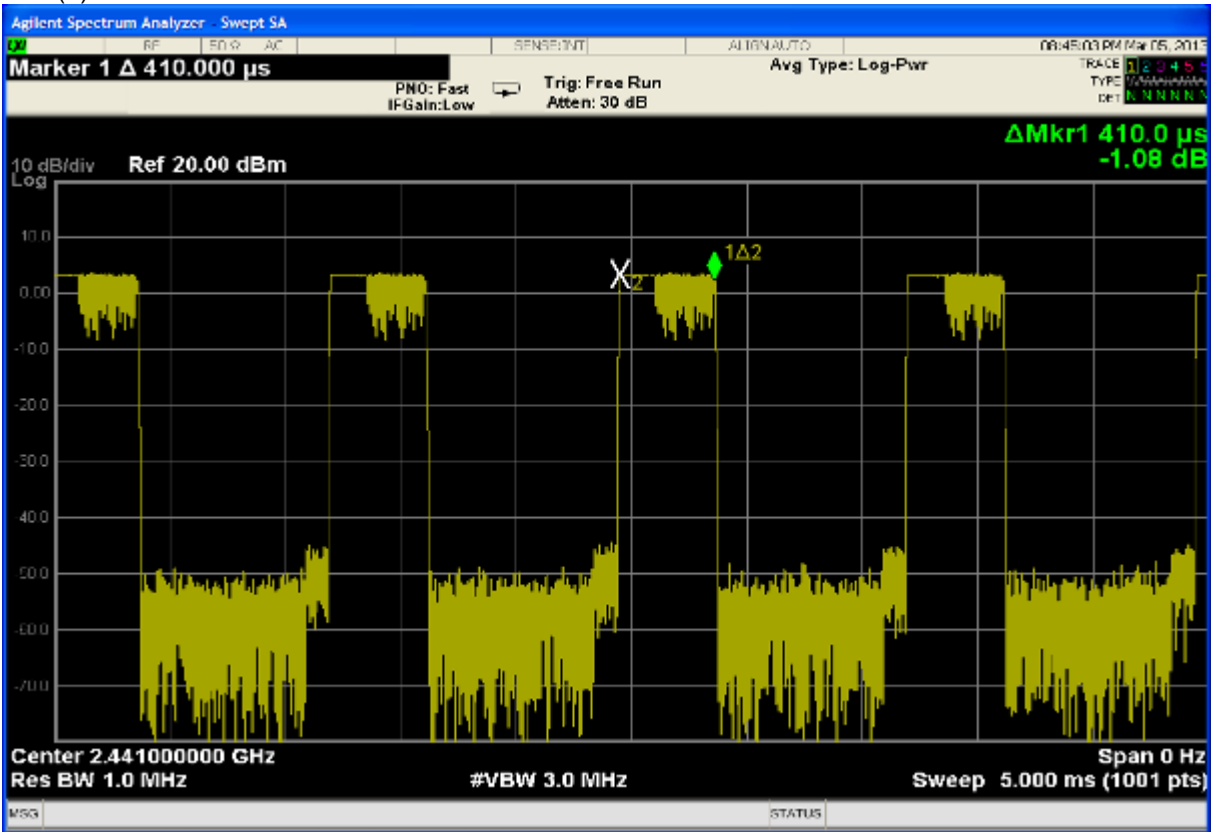 Agilent Spectrum Analyzer - Swept SA
RF 50 Ω AC SENSE:INT ALIGNAUTO 08:45:03 PM Mar 05, 2013
Marker 1 Δ 410.000 µs
Avg Type: Log-Pwr
TRACE 1 2 3 4 5
PNO: Fast Trig: Free Run
TYPE
IFGain:Low Atten: 30 dB
DET N N N N N
ΔMkr1 410.0 µs
-1.08 dB
10 dB/div Ref 20.00 dBm
Log
10.0
1Δ2
X2
0.00
-10.0
-20.0
-30.0
-40.0
-50.0
-60.0
-70.0
Center 2.441000000 GHz Span 0 Hz
Res BW 1.0 MHz #VBW 3.0 MHz Sweep 5.000 ms (1001 pts)
MSG STATUS